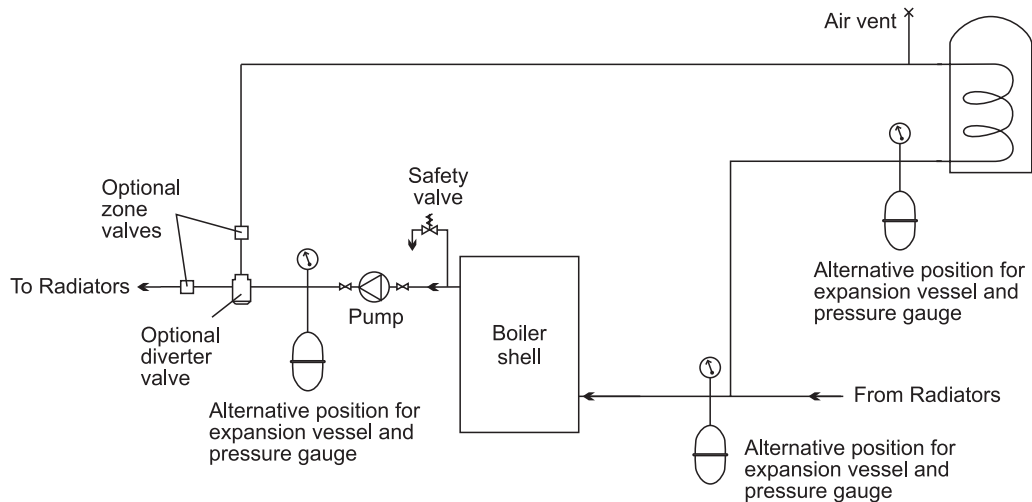 Air vent
Safety
valve
Optional
zone
valves
To Radiators
Optional
diverter
valve
Pump
Boiler
shell
Alternative position for
expansion vessel and
pressure gauge
Alternative position for
expansion vessel and
pressure gauge
From Radiators
Alternative position for
expansion vessel and
pressure gauge